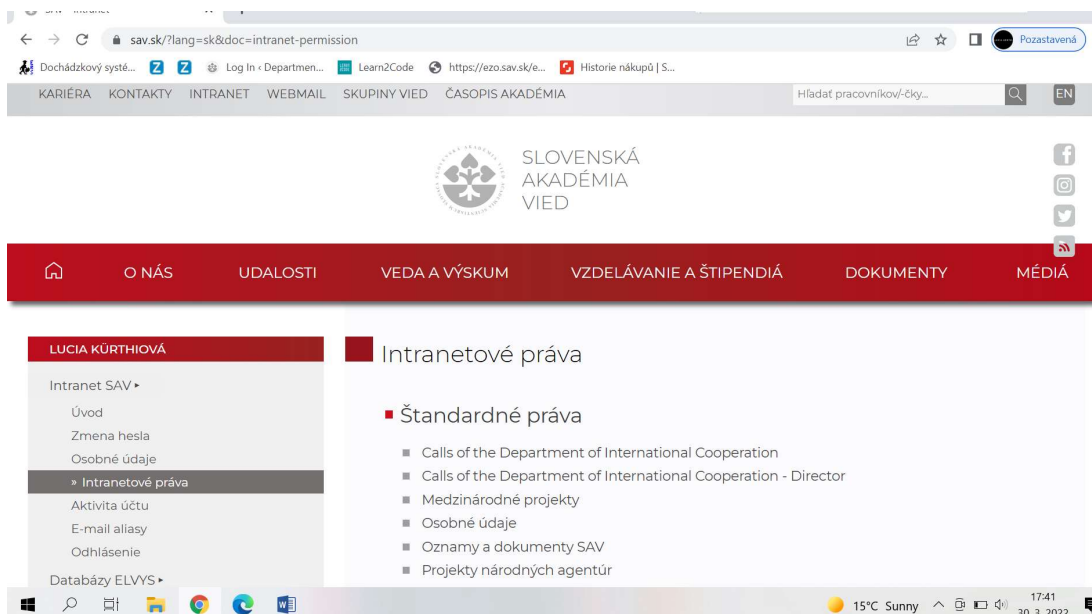 sav.sk/?lang=sk&doc=intranet-permission
Pozastavená
Dochádzkový systé...
Log In ‹ Departmen...
Learn2Code
https://ezo.sav.sk/e...
Historie nákupů | S...
KARIÉRA KONTAKTY INTRANET WEBMAIL SKUPINY VIED ČASOPIS AKADÉMIA
Hľadať pracovníkov/-čky...
EN
SLOVENSKÁ
AKADÉMIA
VIED
O NÁS UDALOSTI VEDA A VÝSKUM VZDELÁVANIE A ŠTIPENDIÁ DOKUMENTY MÉDIÁ
LUCIA KÜRTHIOVÁ
Intranet SAV ▸
Úvod
Zmena hesla
Osobné údaje
» Intranetové práva
Aktivita účtu
E-mail aliasy
Odhlásenie
Databázy ELVYS ▸
Intranetové práva
Štandardné práva
Calls of the Department of International Cooperation
Calls of the Department of International Cooperation - Director
Medzinárodné projekty
Osobné údaje
Oznamy a dokumenty SAV
Projekty národných agentúr
15°C Sunny
17:41
30. 3. 2022